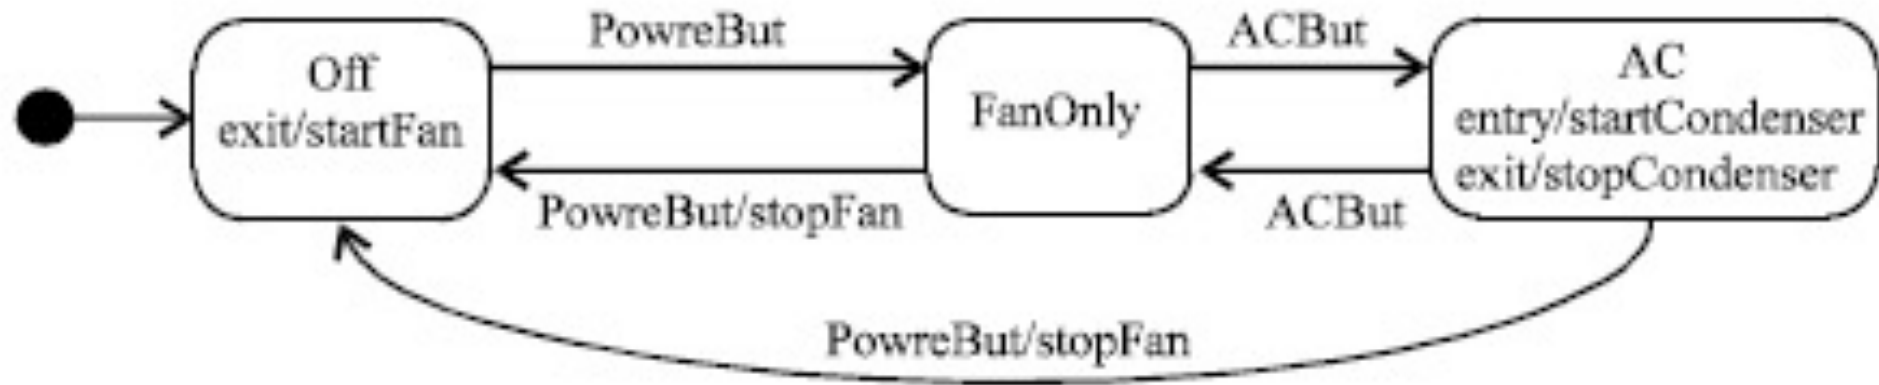 PowreBut
ACBut
Off
exit/startFan
FanOnly
AC
entry/startCondenser
exit/stopCondenser
PowreBut/stopFan
ACBut
PowreBut/stopFan